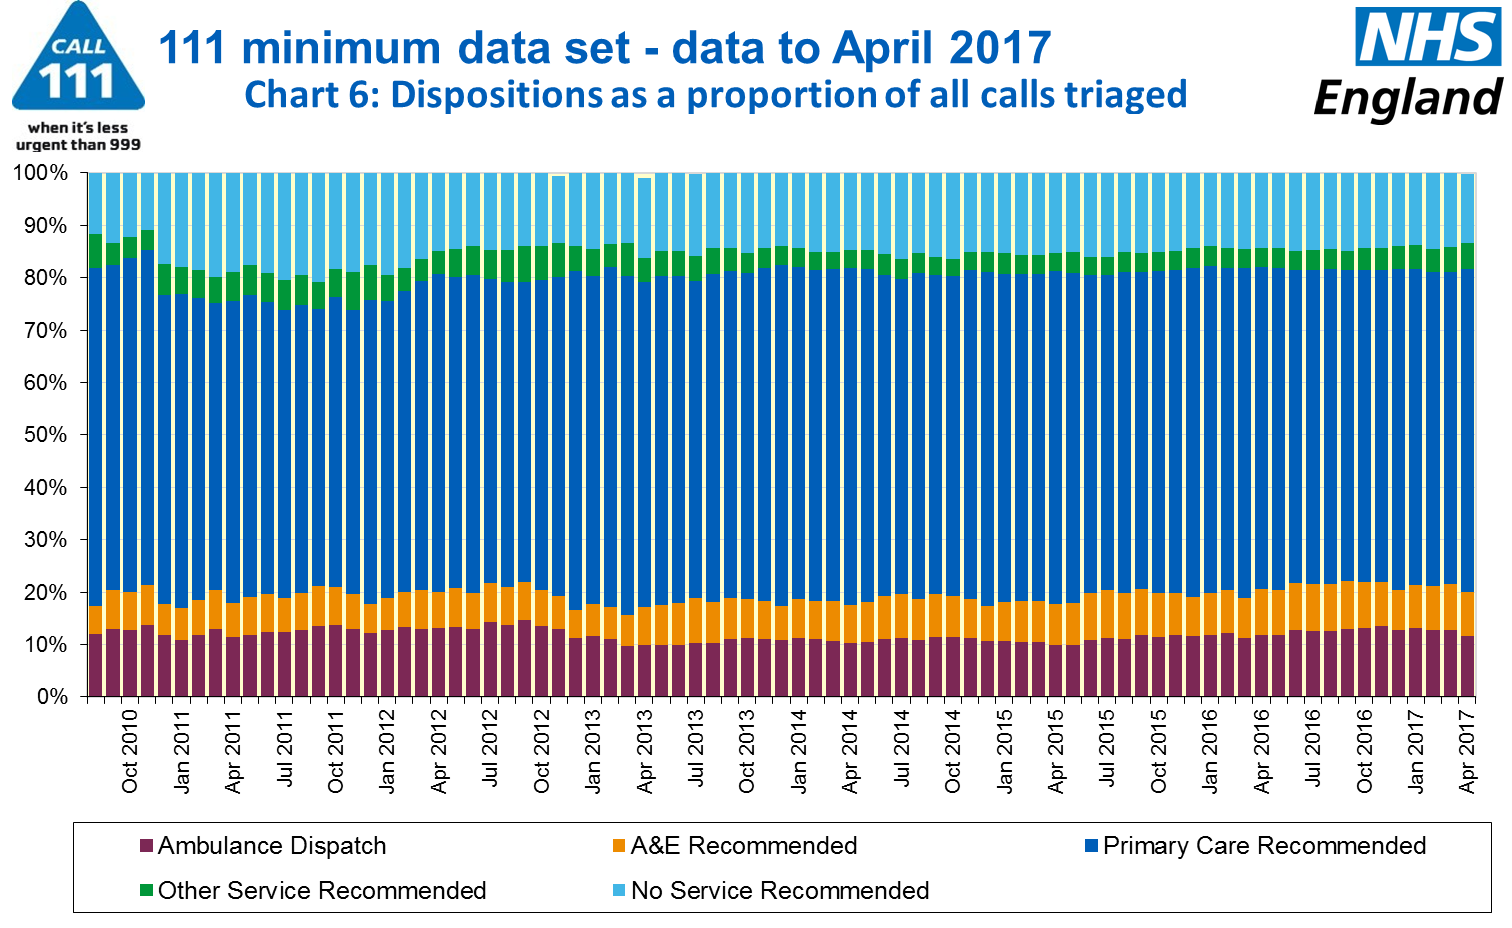 CALL
111
when it's less
urgent than 999
111 minimum data set - data to April 2017
Chart 6: Dispositions as a proportion of all calls triaged
NHS
England
100%
90%
80%
70%
60%
50%
40%
30%
20%
10%
0%
Oct 2010
Jan 2011
Apr 2011
Jul 2011
Oct 2011
Jan 2012
Apr 2012
Jul 2012
Oct 2012
Jan 2013
Apr 2013
Jul 2013
Oct 2013
Jan 2014
Apr 2014
Jul 2014
Oct 2014
Jan 2015
Apr 2015
Jul 2015
Oct 2015
Jan 2016
Apr 2016
Jul 2016
Oct 2016
Jan 2017
Apr 2017
Ambulance Dispatch
A&E Recommended
Primary Care Recommended
Other Service Recommended
No Service Recommended